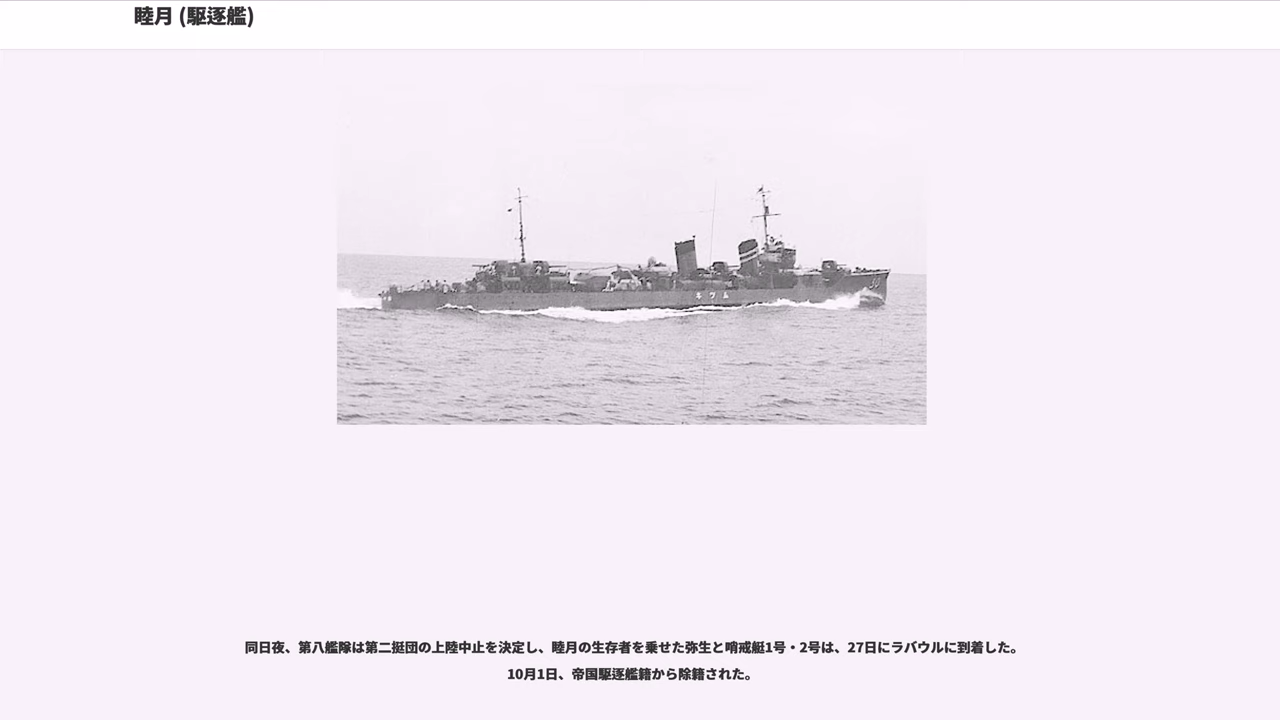 睦月 (駆逐艦)
同日夜、第八艦隊は第二挺団の上陸中止を決定し、睦月の生存者を乗せた弥生と哨戒艇1号・2号は、27日にラバウルに到着した。
10月1日、帝国駆逐艦籍から除籍された。